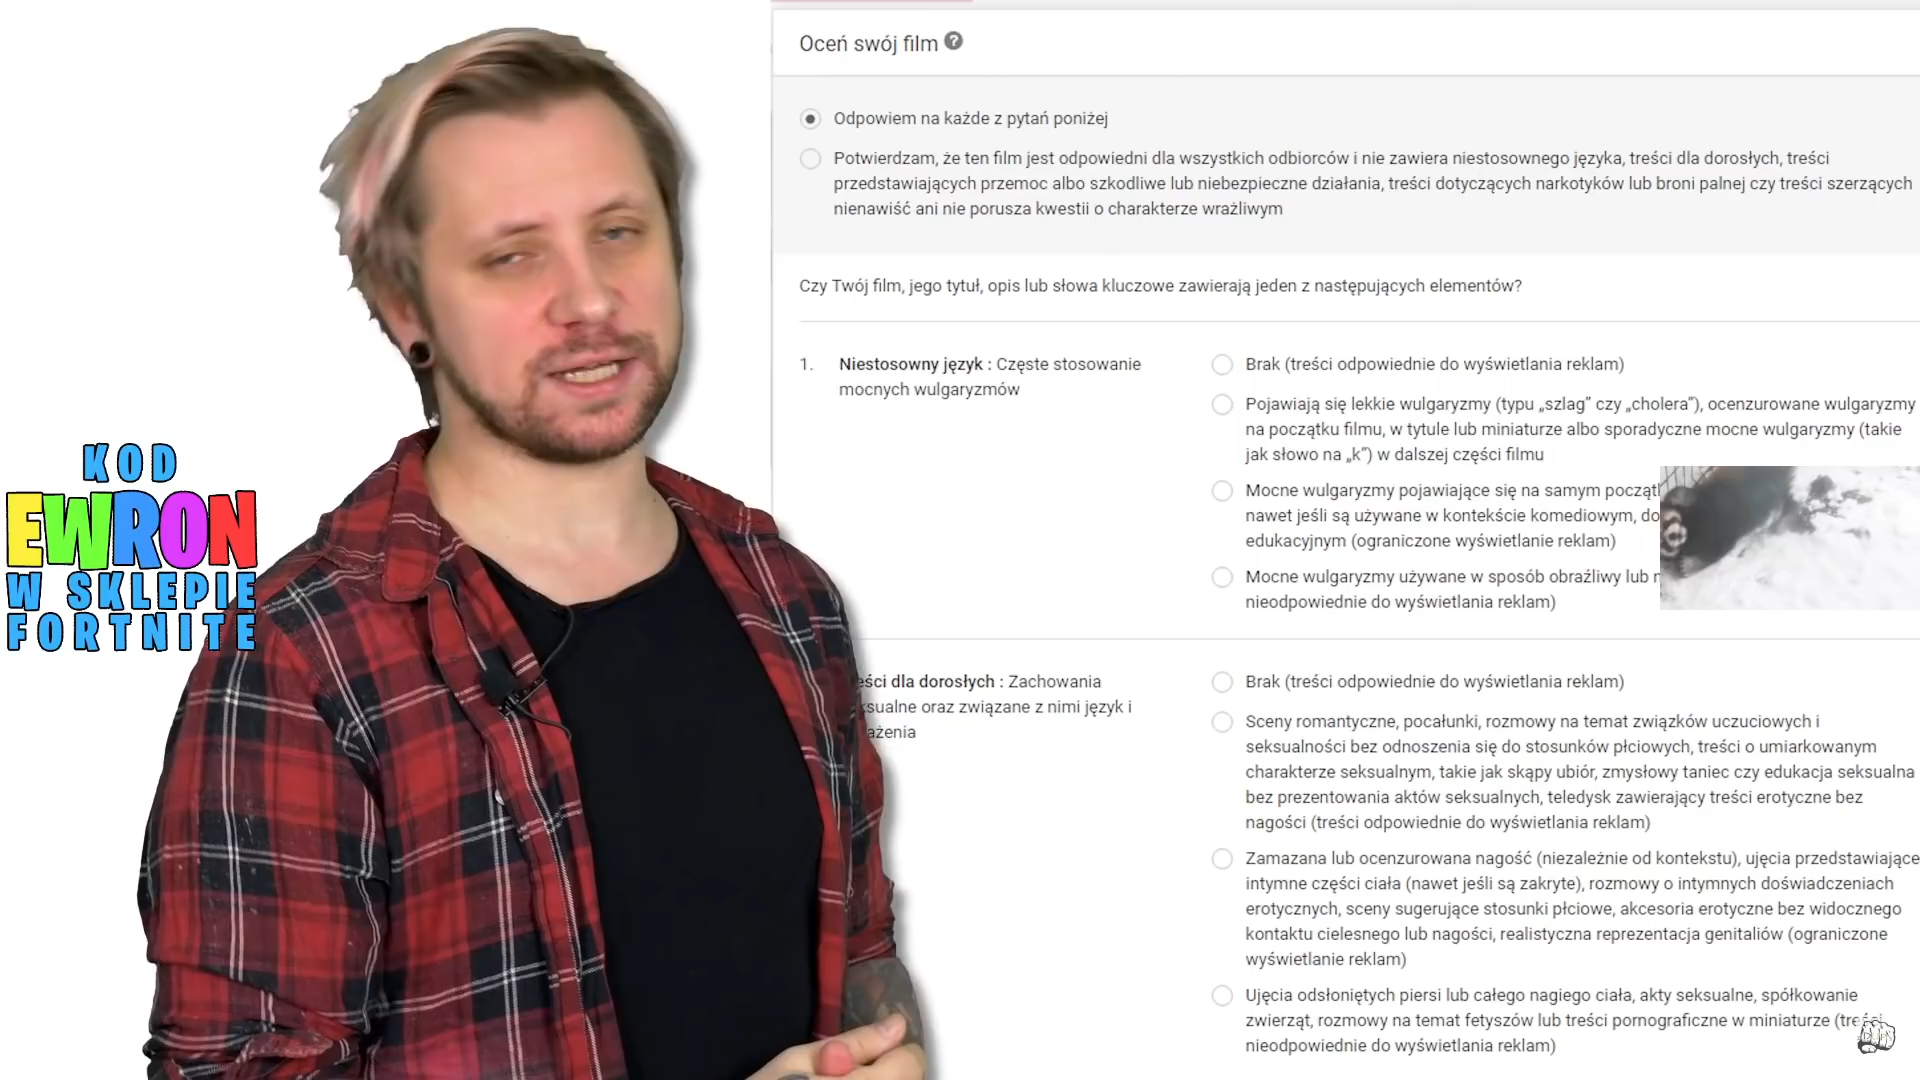 Oceń swój film
Odpowiem na każde z pytań poniżej
Potwierdzam, że ten film jest odpowiedni dla wszystkich odbiorców i nie zawiera niestosownego języka, treści dla dorosłych, treści
przedstawiających przemoc albo szkodliwe lub niebezpieczne działania, treści dotyczących narkotyków lub broni palnej czy treści szerzących
nienawiść ani nie porusza kwestii o charakterze wrażliwym
Czy Twój film, jego tytuł, opis lub słowa kluczowe zawierają jeden z następujących elementów?
1. Niestosowny język : Częste stosowanie
mocnych wulgaryzmów
Brak (treści odpowiednie do wyświetlania reklam)
Pojawiają się lekkie wulgaryzmy (typu „szlag” czy „cholera”), ocenzurowane wulgaryzmy
na początku filmu, w tytule lub miniaturze albo sporadyczne mocne wulgaryzmy (takie
jak słowo na „k”) w dalszej części filmu
Mocne wulgaryzmy pojawiające się na samym począt
nawet jeśli są używane w kontekście komediowym, do
edukacyjnym (ograniczone wyświetlanie reklam)
Mocne wulgaryzmy używane w sposób obraźliwy lub
nieodpowiednie do wyświetlania reklam)
KOD
EWRON
W SKLEPIE
FORTNITE
eści dla dorosłych : Zachowania
ksualne oraz związane z nimi język i
ażenia
Brak (treści odpowiednie do wyświetlania reklam)
Sceny romantyczne, pocałunki, rozmowy na temat związków uczuciowych i
seksualności bez odnoszenia się do stosunków płciowych, treści o umiarkowanym
charakterze seksualnym, takie jak skąpy ubiór, zmysłowy taniec czy edukacja seksualna
bez prezentowania aktów seksualnych, teledysk zawierający treści erotyczne bez
nagości (treści odpowiednie do wyświetlania reklam)
Zamazana lub ocenzurowana nagość (niezależnie od kontekstu), ujęcia przedstawiające
intymne części ciała (nawet jeśli są zakryte), rozmowy o intymnych doświadczeniach
erotycznych, sceny sugerujące stosunki płciowe, akcesoria erotyczne bez widocznego
kontaktu cielesnego lub nagości, realistyczna reprezentacja genitaliów (ograniczone
wyświetlanie reklam)
Ujęcia odsłoniętych piersi lub całego nagiego ciała, akty seksualne, spółkowanie
zwierząt, rozmowy na temat fetyszów lub treści pornograficzne w miniaturze (treści
nieodpowiednie do wyświetlania reklam)